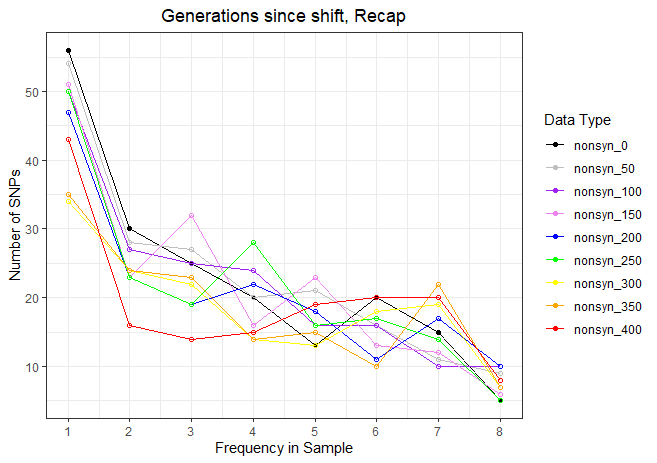 Generations since shift, Recap
Number of SNPs
50
40
30
20
10
1 2 3 4 5 6 7 8
Frequency in Sample
Data Type
nonsyn_0
nonsyn_50
nonsyn_100
nonsyn_150
nonsyn_200
nonsyn_250
nonsyn_300
nonsyn_350
nonsyn_400